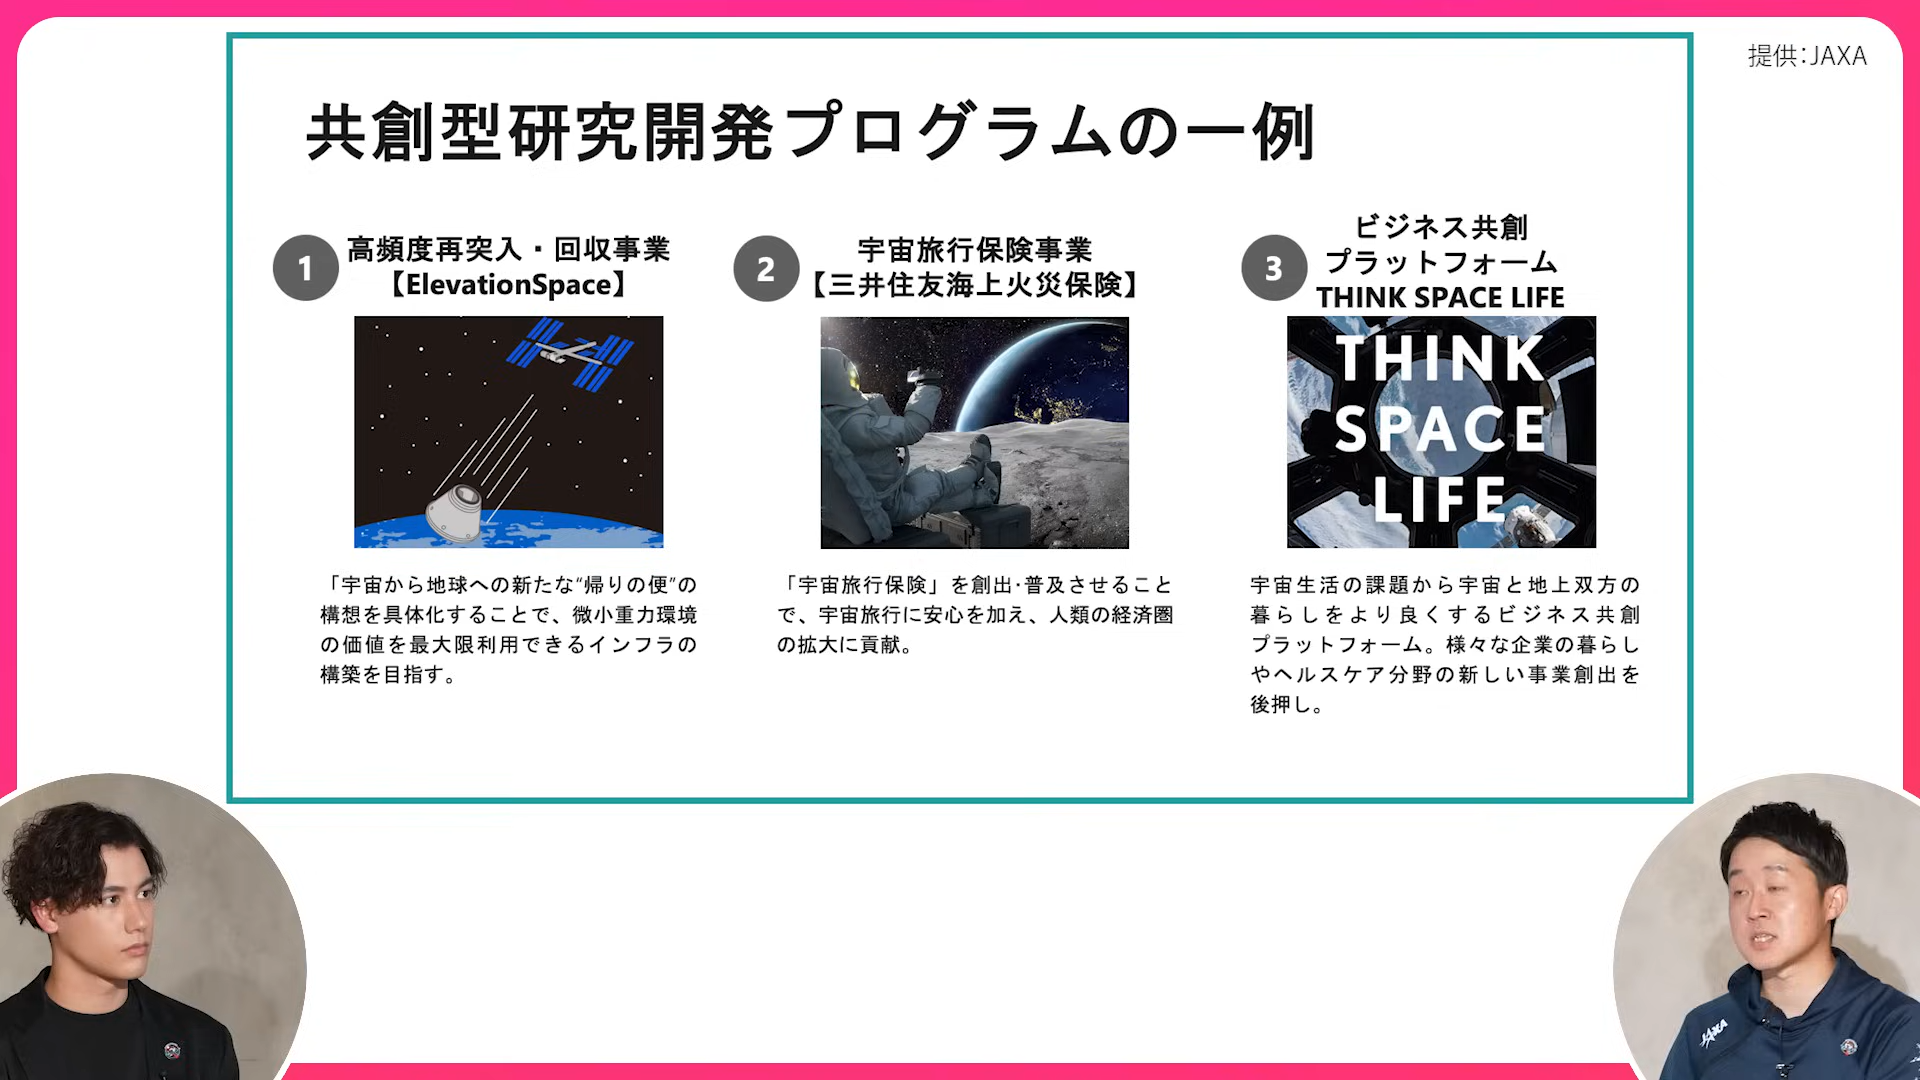 提供：JAXA
共創型研究開発プログラムの一例
1
高頻度再突入・回収事業
【ElevationSpace】
「宇宙から地球への新たな“帰りの便”の
構想を具体化することで、微小重力環境
の価値を最大限利用できるインフラの
構築を目指す。
2
宇宙旅行保険事業
【三井住友海上火災保険】
「宇宙旅行保険」を創出･普及させること
で、宇宙旅行に安心を加え、人類の経済圏
の拡大に貢献。
3
ビジネス共創
プラットフォーム
THINK SPACE LIFE
THINK
SPACE
LIFE
宇宙生活の課題から宇宙と地上双方の
暮らしをより良くするビジネス共創
プラットフォーム。様々な企業の暮らし
やヘルスケア分野の新しい事業創出を
後押し。
JAXA